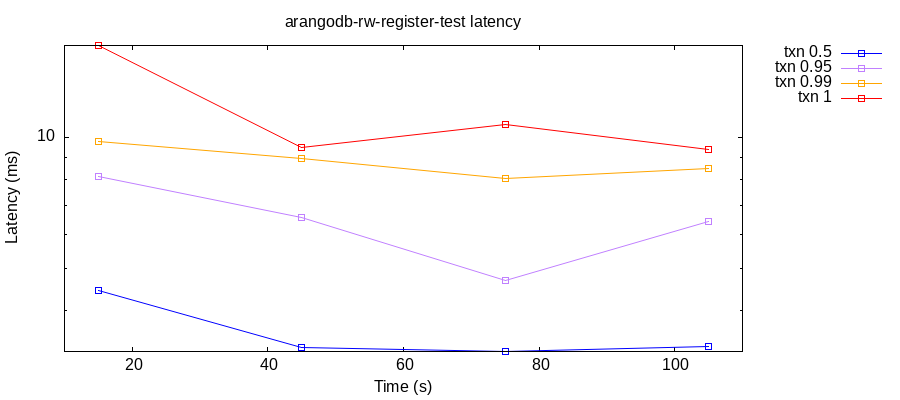 arangodb-rw-register-test latency
txn 0.5
txn 0.95
txn 0.99
txn 1
10
Latency (ms)
20 40 60 80 100
Time (s)